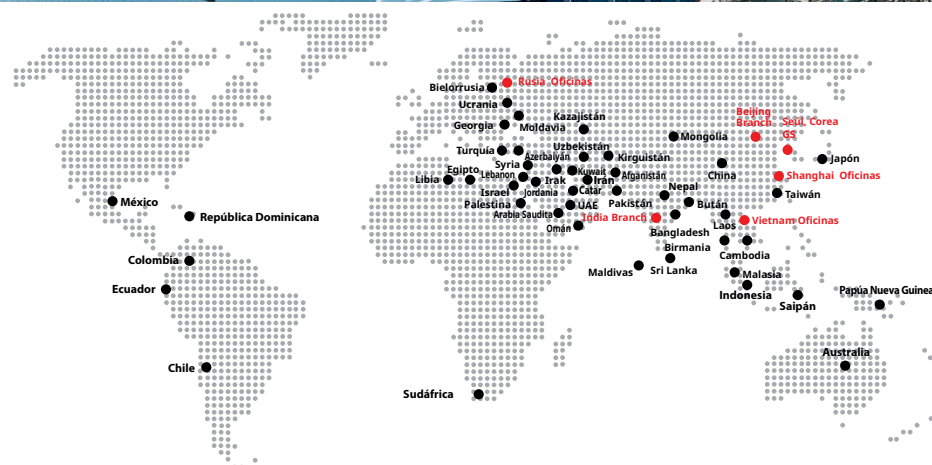 Bielorrusia
Rusia Oficinas
Ucrania
Georgia
Moldavia
Kazajistán
Beijing
Branch
Seúl, Corea
GS
Mongolia
Turquía
Azerbaiyán
Uzbekistán
Kirguistán
Japón
Syria
Egipto
Libia
Lebanon
Irak
Kuwait
Irán
Afganistán
China
Shanghai Oficinas
Israel
Jordania
Catar
Pakistán
Nepal
Taiwán
México
Palestina
UAE
Bután
República Dominicana
Arabia Saudita
India Branch
Laos
Vietnam Oficinas
Omán
Bangladesh
Birmania
Cambodia
Colombia
Maldivas
Sri Lanka
Malasia
Ecuador
Indonesia
Saipán
Papúa Nueva Guinea
Chile
Australia
Sudáfrica